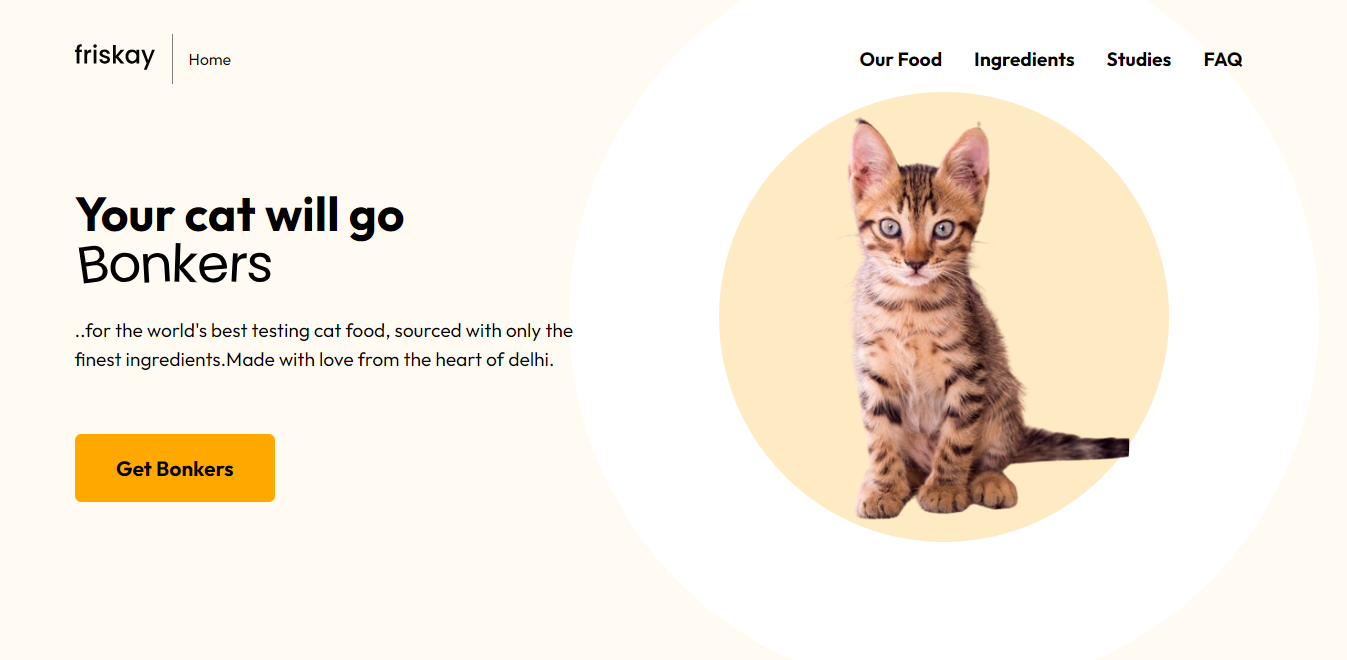 friskay
Home
Our Food
Ingredients
Studies
FAQ
Your cat will go
Bonkers
..for the world's best testing cat food, sourced with only the
finest ingredients.Made with love from the heart of delhi.
Get Bonkers